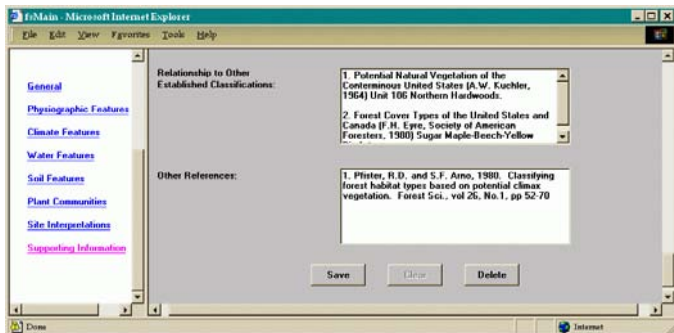 fsMain - Microsoft Internet Explorer
File Edit View Favorites Tools Help
General
Physiographic Features
Climate Features
Water Features
Soil Features
Plant Communities
Site Interpretations
Supporting Information
Relationship to Other
Established Classifications:
1. Potential Natural Vegetation of the
Conterminous United States (A.W. Kuchler,
1964) Unit 106 Northern Hardwoods.
2. Forest Cover Types of the United States and
Canada (F.H. Eyre, Society of American
Foresters, 1980) Sugar Maple-Beech-Yellow
Other References:
1. Pfister, R.D. and S.F. Arno, 1980. Classifying
forest habitat types based on potential climax
vegetation. Forest Sci., vol 26, No.1, pp 52-70
Save Clear Delete
Done Internet